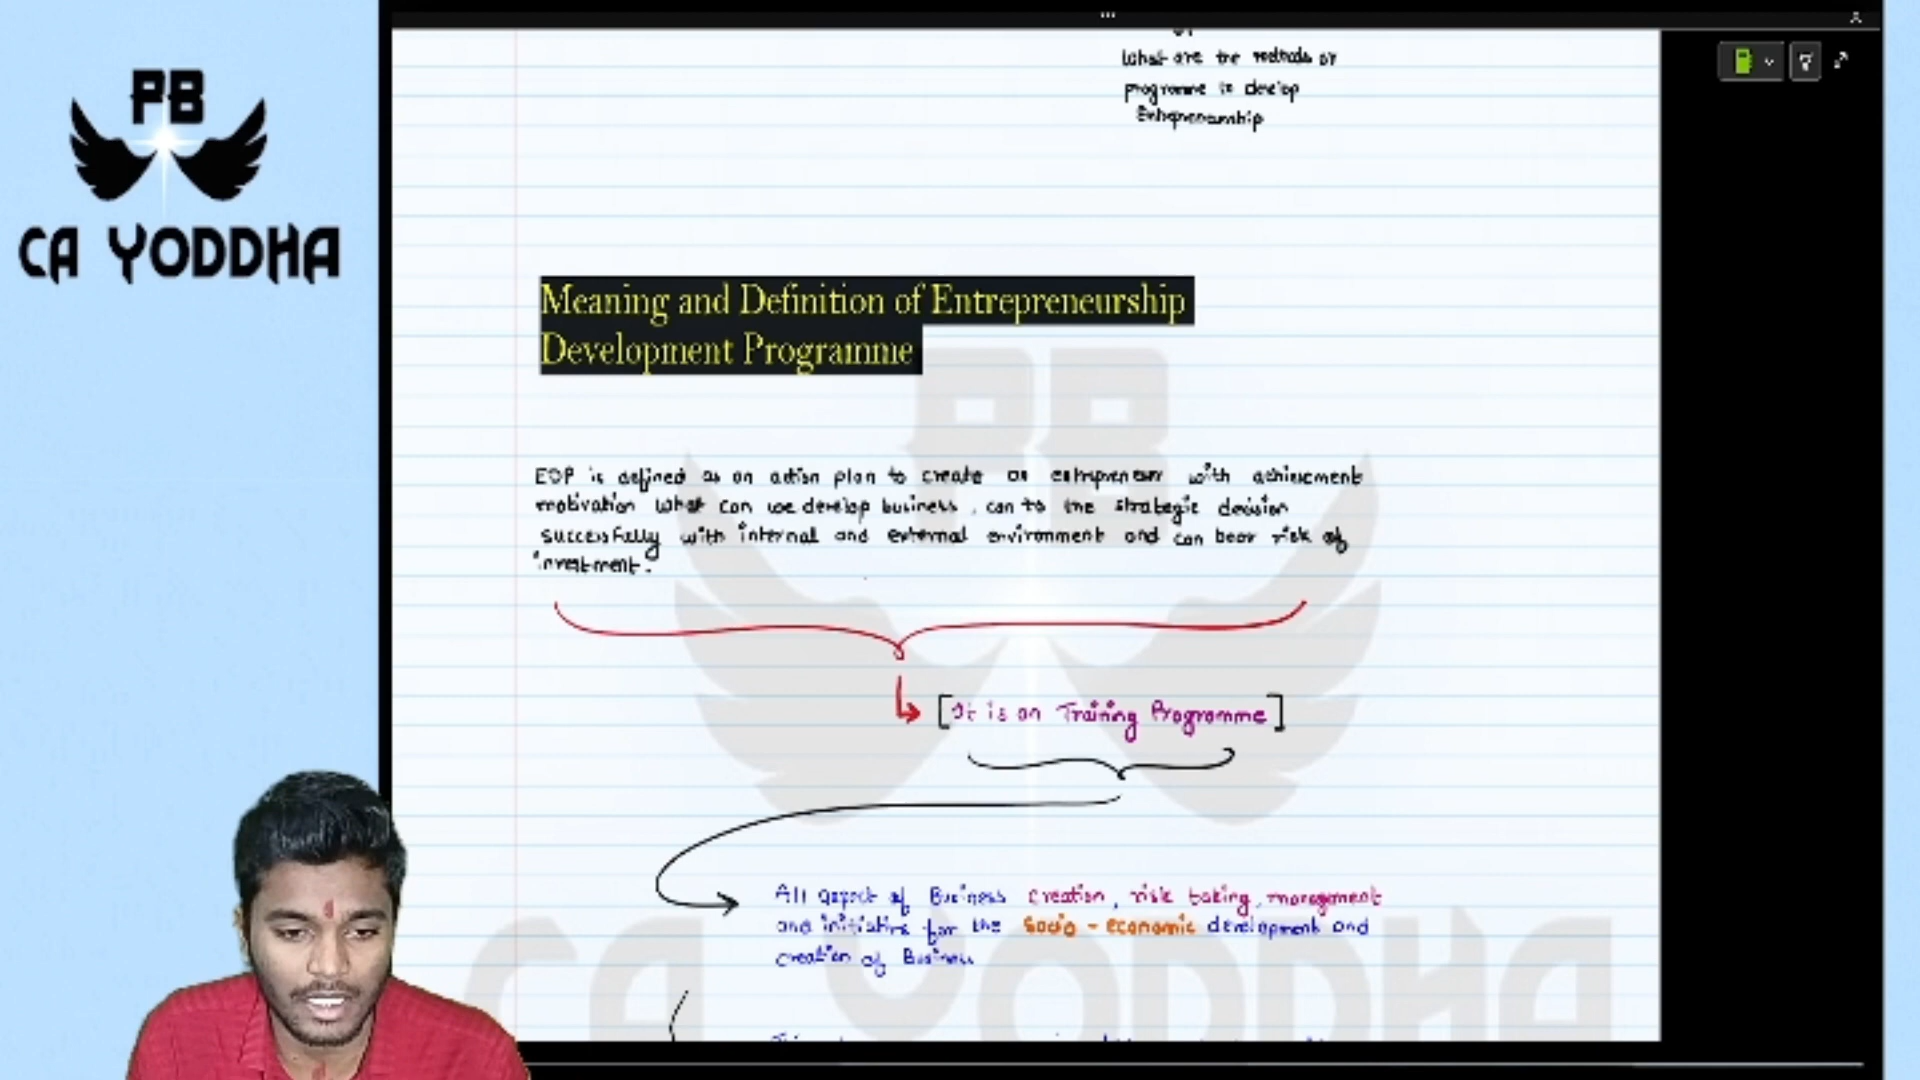 PB
CA YODDHA
What are the methods or
programme to develop
Entrepreneurship
Meaning and Definition of Entrepreneurship
Development Programme
EDP is defined as an action plan to create an entrepreneur with achievement
motivation what can we develop business, can to the strategic decision
successfully with internal and external environment and can bear risk of
investment.
[It is an Training Programme]
All aspect of Business creation, risk taking, management
and initiative for the Socio - economic development and
creation of Business
PB
CA YODDHA